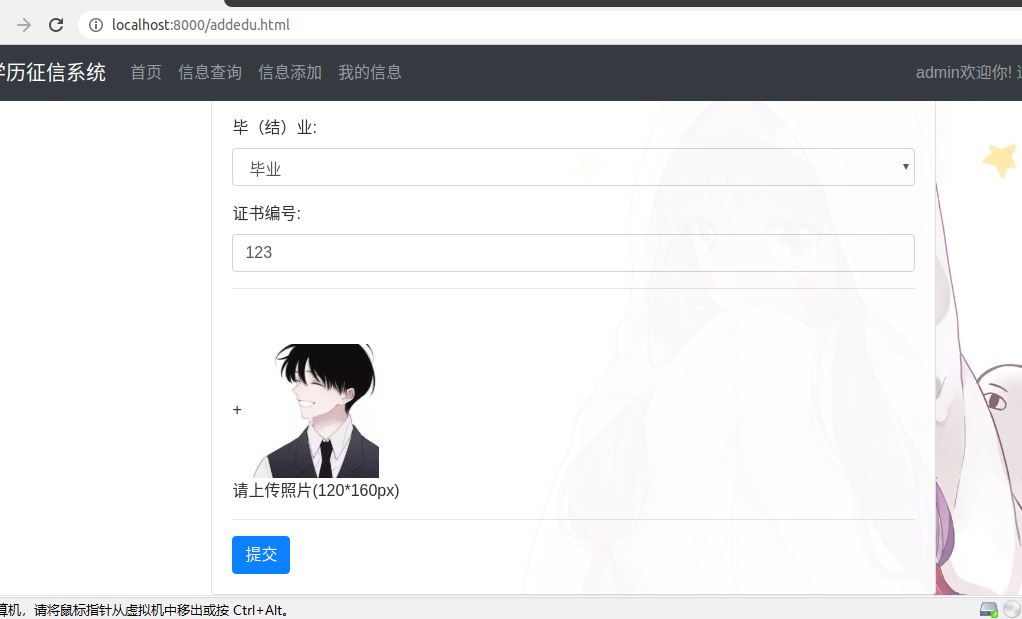 localhost:8000/addedu.html
学历征信系统 首页 信息查询 信息添加 我的信息 admin欢迎你!
毕（结）业:
毕业
证书编号:
123
+
请上传照片(120*160px)
提交
算机，请将鼠标指针从虚拟机中移出或按 Ctrl+Alt。